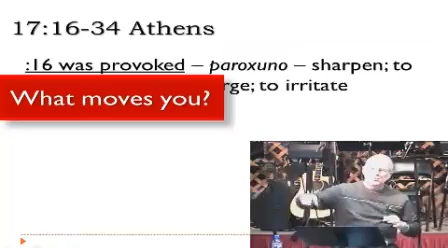 17:16-34 Athens
:16 was provoked – paroxuno – sharpen; to
to irritate
What moves you?